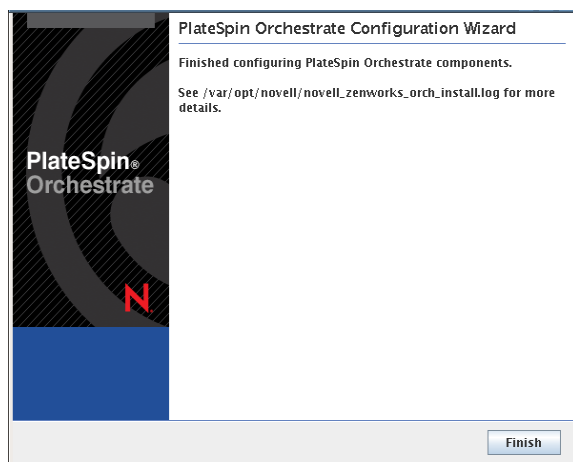 PlateSpin Orchestrate Configuration Wizard
Finished configuring PlateSpin Orchestrate components.
See /var/opt/novell/novell_zenworks_orch_install.log for more
details.
PlateSpin®
Orchestrate
N
Finish